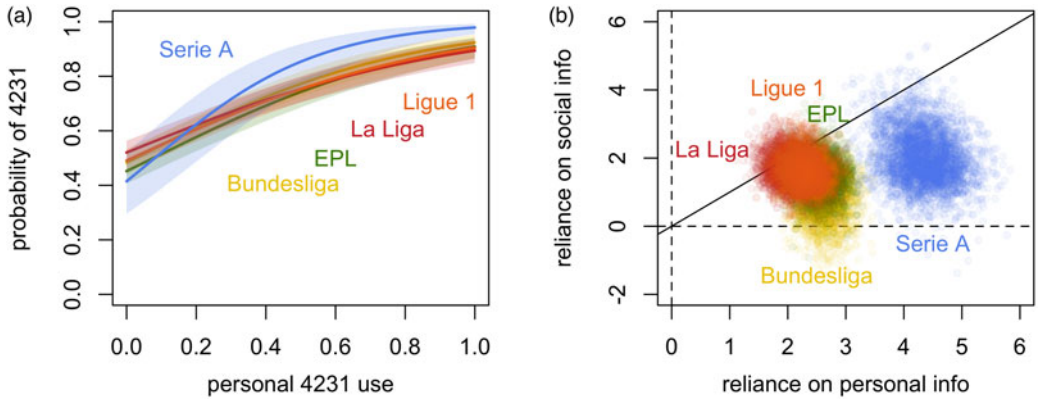 (a)
probability of 4231
0.0 0.2 0.4 0.6 0.8 1.0
Serie A
Ligue 1
La Liga
EPL
Bundesliga
0.0 0.2 0.4 0.6 0.8 1.0
personal 4231 use
(b)
reliance on social info
-2 0 2 4 6
Ligue 1
EPL
La Liga
Serie A
Bundesliga
0 1 2 3 4 5 6
reliance on personal info